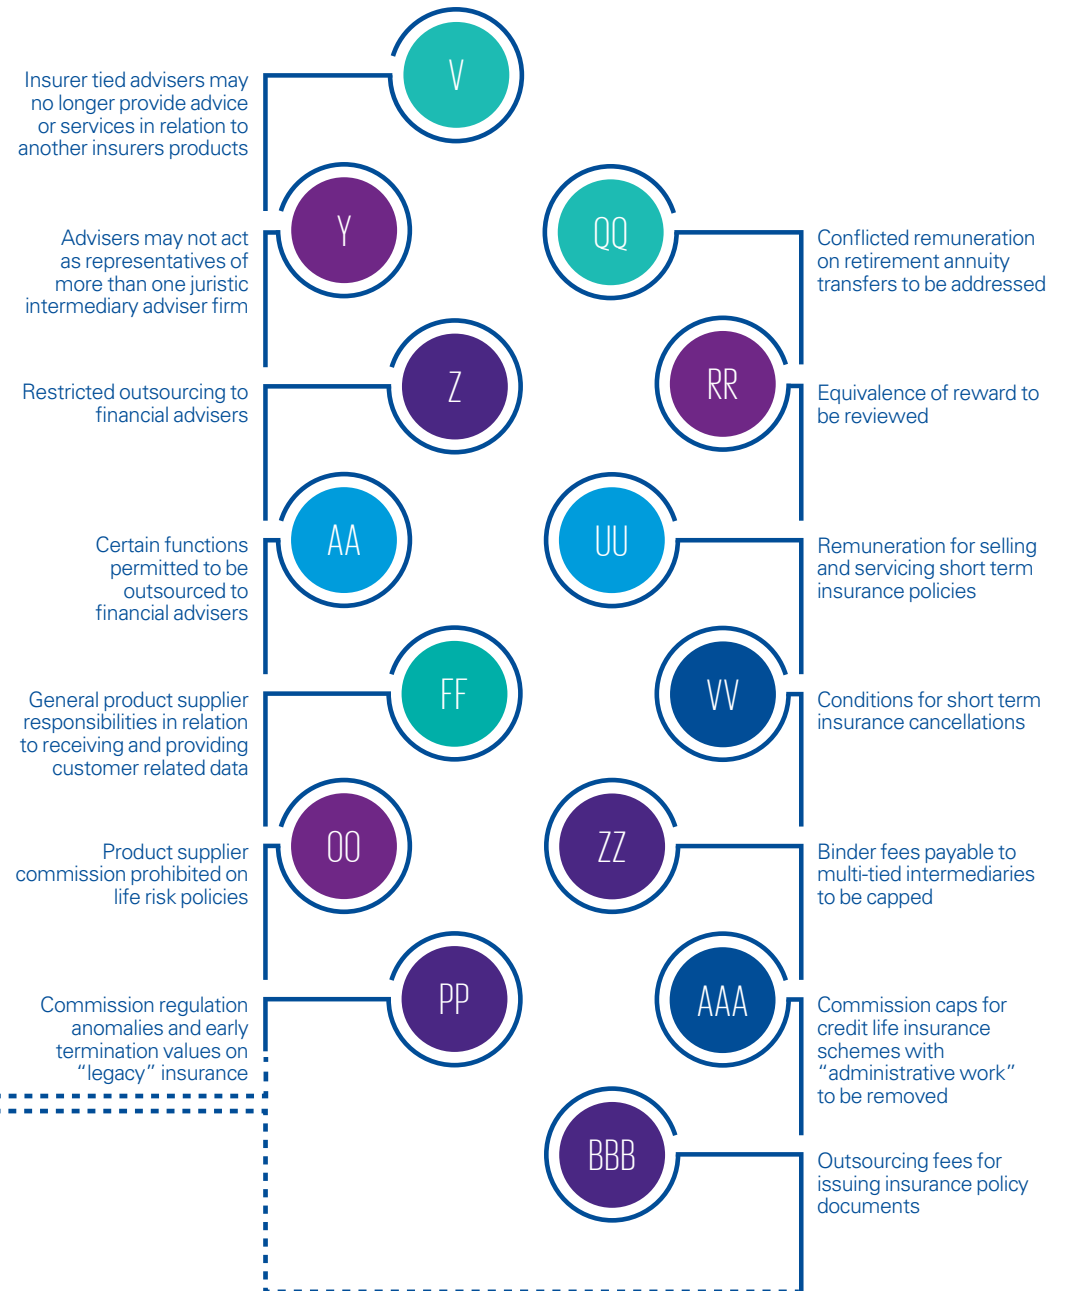 V
Insurer tied advisers may
no longer provide advice
or services in relation to
another insurers products
Y
Advisers may not act
as representatives of
more than one juristic
intermediary adviser firm
Z
Restricted outsourcing to
financial advisers
AA
Certain functions
permitted to be
outsourced to
financial advisers
FF
General product supplier
responsibilities in relation
to receiving and providing
customer related data
OO
Product supplier
commission prohibited on
life risk policies
PP
Commission regulation
anomalies and early
termination values on
“legacy” insurance
QQ
Conflicted remuneration
on retirement annuity
transfers to be addressed
RR
Equivalence of reward to
be reviewed
UU
Remuneration for selling
and servicing short term
insurance policies
VV
Conditions for short term
insurance cancellations
ZZ
Binder fees payable to
multi-tied intermediaries
to be capped
AAA
Commission caps for
credit life insurance
schemes with
“administrative work”
to be removed
BBB
Outsourcing fees for
issuing insurance policy
documents